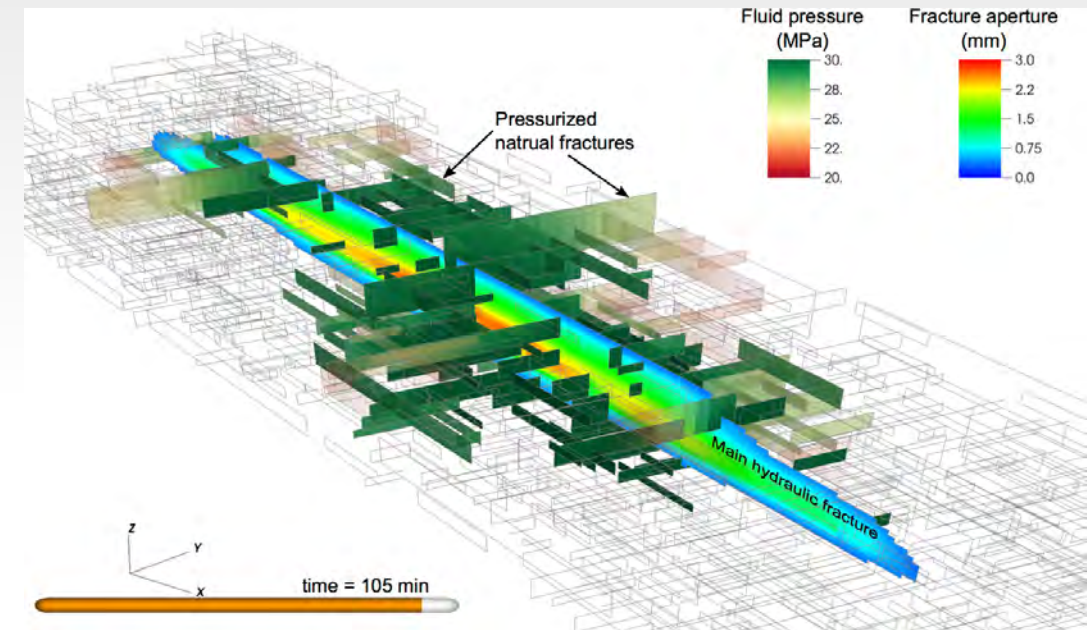 Fluid pressure
(MPa)
30.
28.
25.
22.
20.
Fracture aperture
(mm)
3.0
2.2
1.5
0.75
0.0
Pressurized
natrual fractures
Main hydraulic fracture
Z
Y
X
time = 105 min